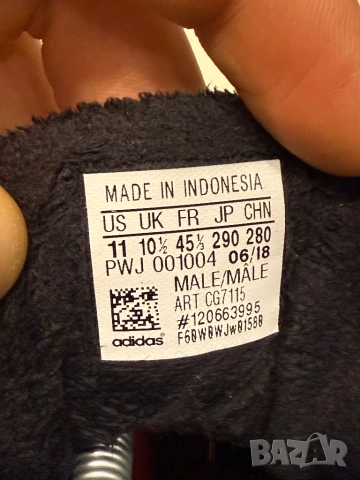 MADE IN INDONESIA
US UK FR JP CHN
11 10½ 45⅓ 290 280
PWJ 001004 06/18
MALE/MÂLE
ART CG7115
#120663995
F60W0WJw01580
adidas
BAZAR